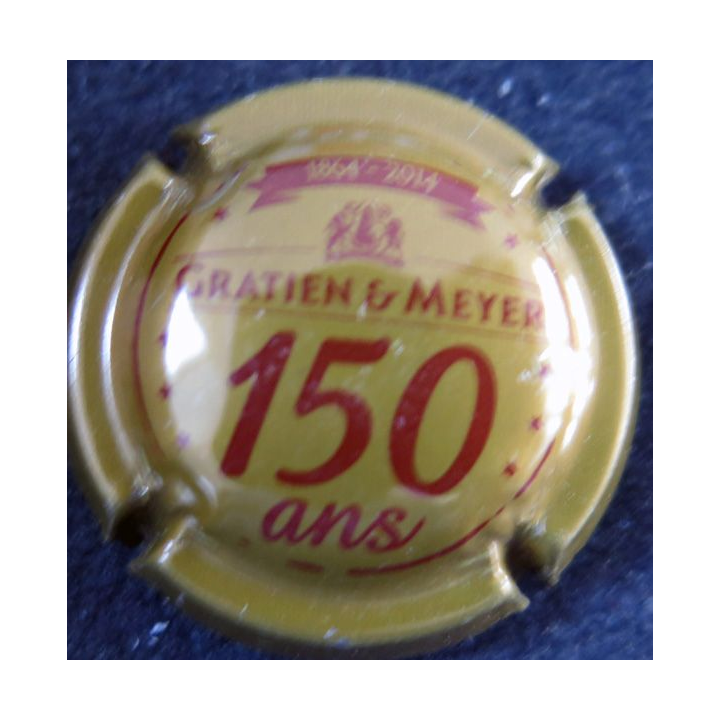 1864 - 2014
GRATIEN & MEYER
150
ans